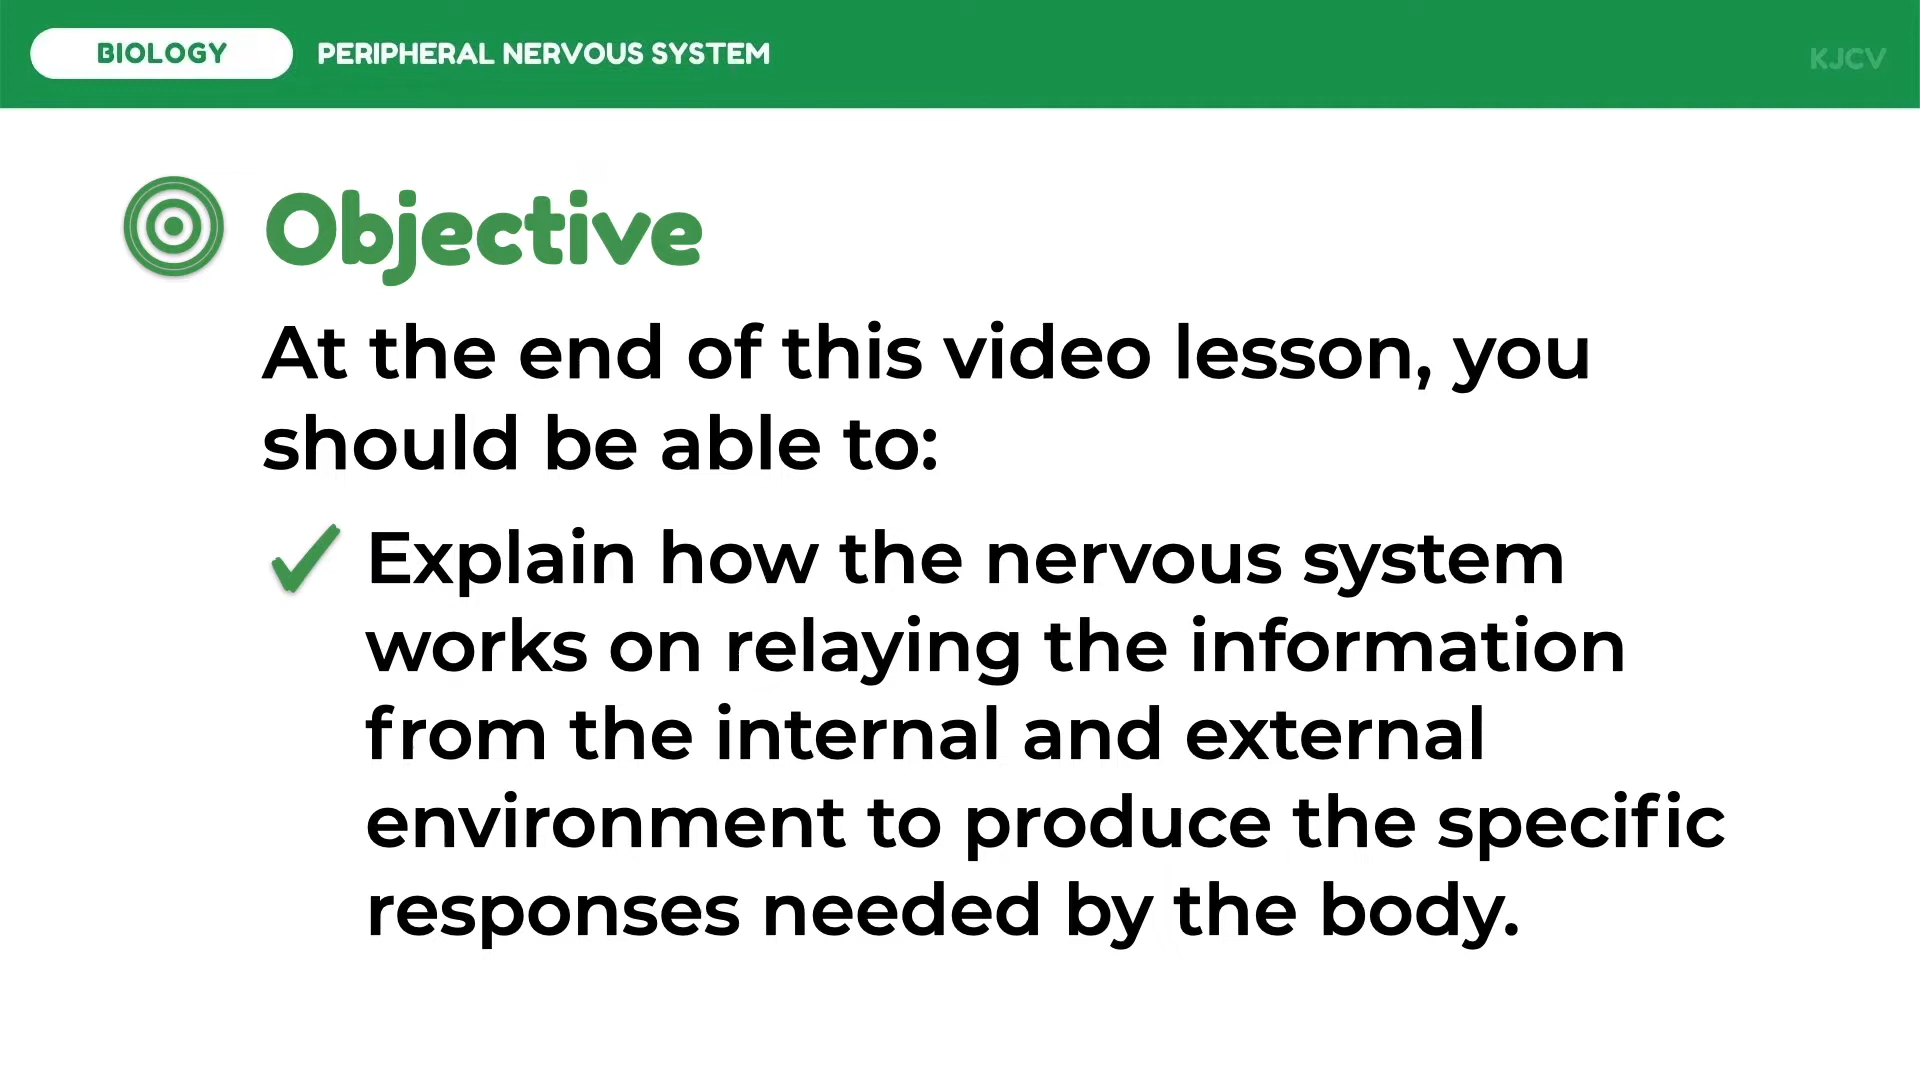 BIOLOGY PERIPHERAL NERVOUS SYSTEM KJCV
Objective
At the end of this video lesson, you
should be able to:
Explain how the nervous system
works on relaying the information
from the internal and external
environment to produce the specific
responses needed by the body.